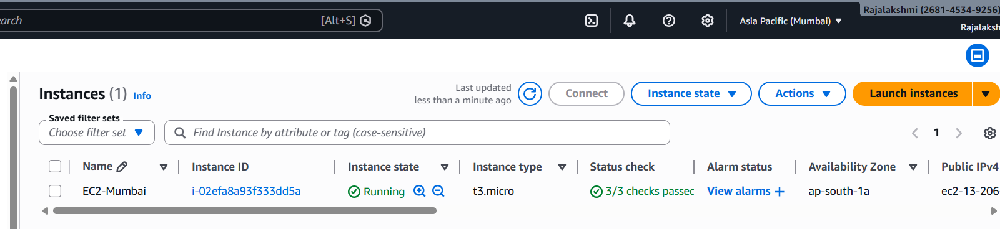 earch [Alt+S] Asia Pacific (Mumbai) Rajalakshmi (2681-4534-9256)
Rajalaksh
Instances (1) Info Last updated less than a minute ago Connect Instance state Actions Launch instances
Saved filter sets
Choose filter set Find Instance by attribute or tag (case-sensitive) 1
Name Instance ID Instance state Instance type Status check Alarm status Availability Zone Public IPv4
EC2-Mumbai i-02efa8a93f333dd5a Running t3.micro 3/3 checks passec View alarms + ap-south-1a ec2-13-206-